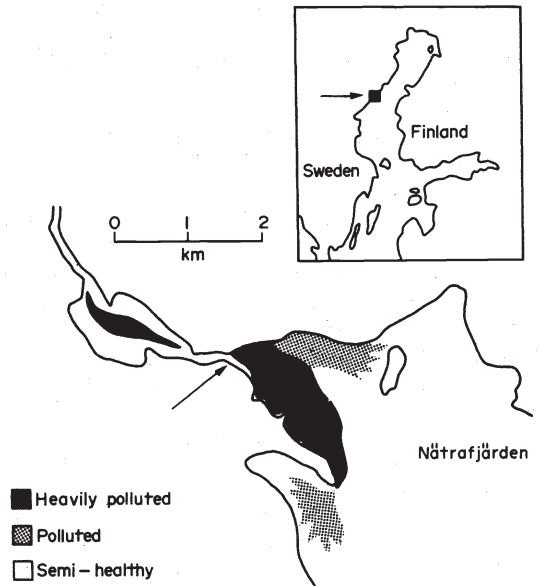 Finland
Sweden
0 1 2
km
Nätrafjärden
Heavily polluted
Polluted
Semi-healthy